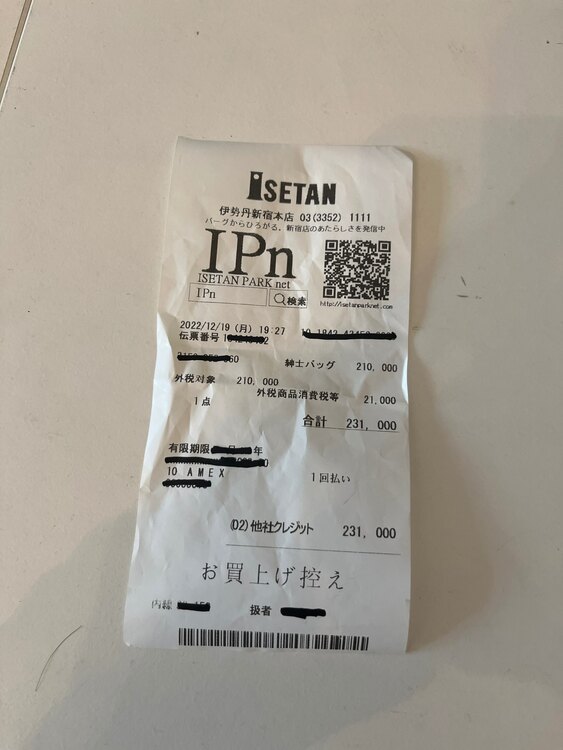 ISETAN
伊勢丹新宿本店 03(3352) 1111
パークからひろがる。新宿店のあたらしさを発信中
IPn
ISETAN PARK net
IPn 検索
http://isetanparknet.com
2022/12/19 (月) 19:27
伝票番号
紳士バッグ 210,000
外税対象 210,000
外税商品消費税等 21,000
1点
合計 231,000
有限期限 年
10 AMEX 1回払い
(02)他社クレジット 231,000
お買上げ控え
内線
扱者